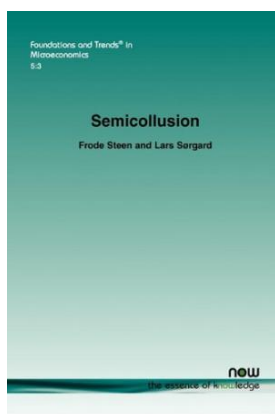 Foundations and Trends® in
Microeconomics
5:3
Semicollusion
Frode Steen and Lars Sørgard
now
the essence of knowledge